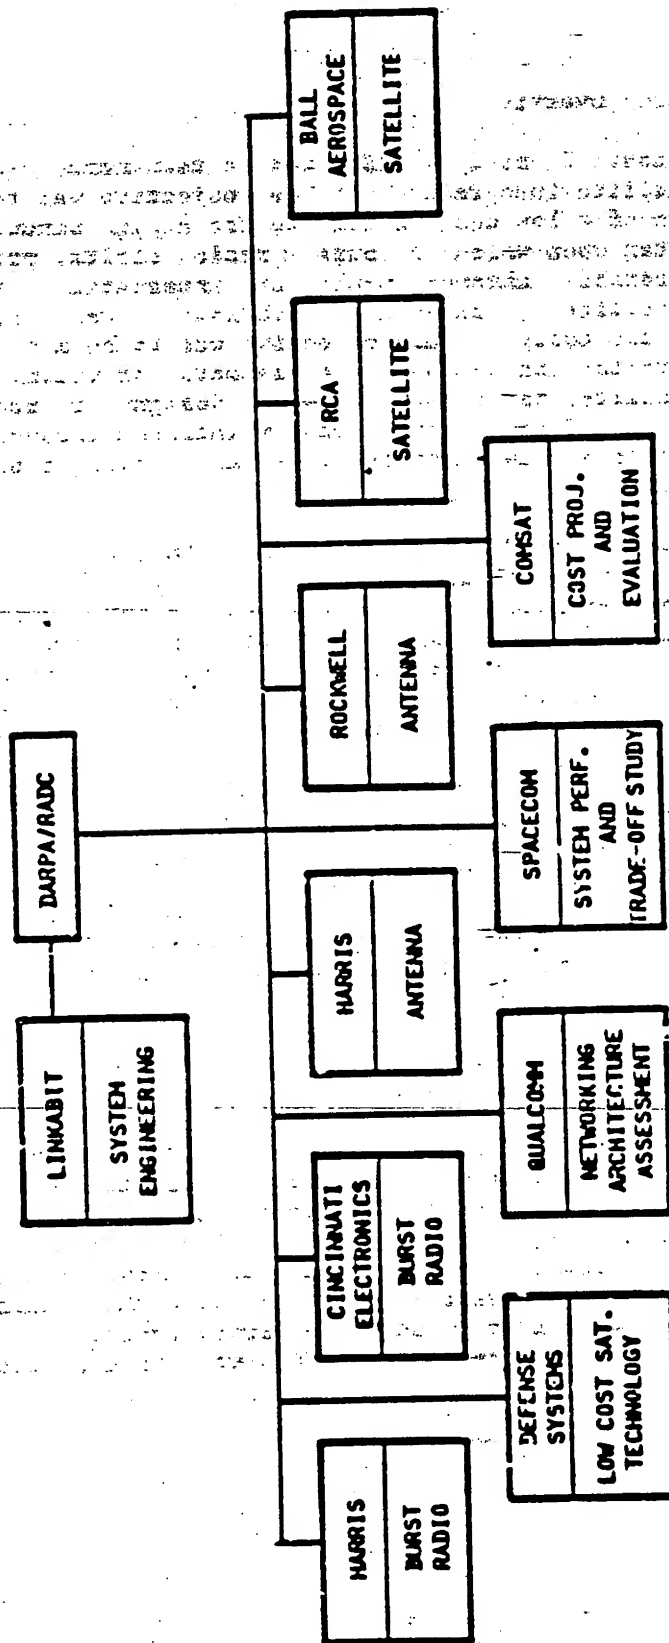 LINKABIT
SYSTEM
ENGINEERING
DARPA/RADC
HARRIS
BURST
RADIO
CINCINNATI
ELECTRONICS
BURST
RADIO
HARRIS
ANTENNA
ROCKWELL
ANTENNA
RCA
SATELLITE
BALL
AEROSPACE
SATELLITE
DEFENSE
SYSTEMS
LOW COST SAT.
TECHNOLOGY
QUALCOMM
NETWORKING
ARCHITECTURE
ASSESSMENT
SPACECOM
SYSTEM PERF.
AND
TRADE-OFF STUDY
COMSAT
COST PROJ.
AND
EVALUATION